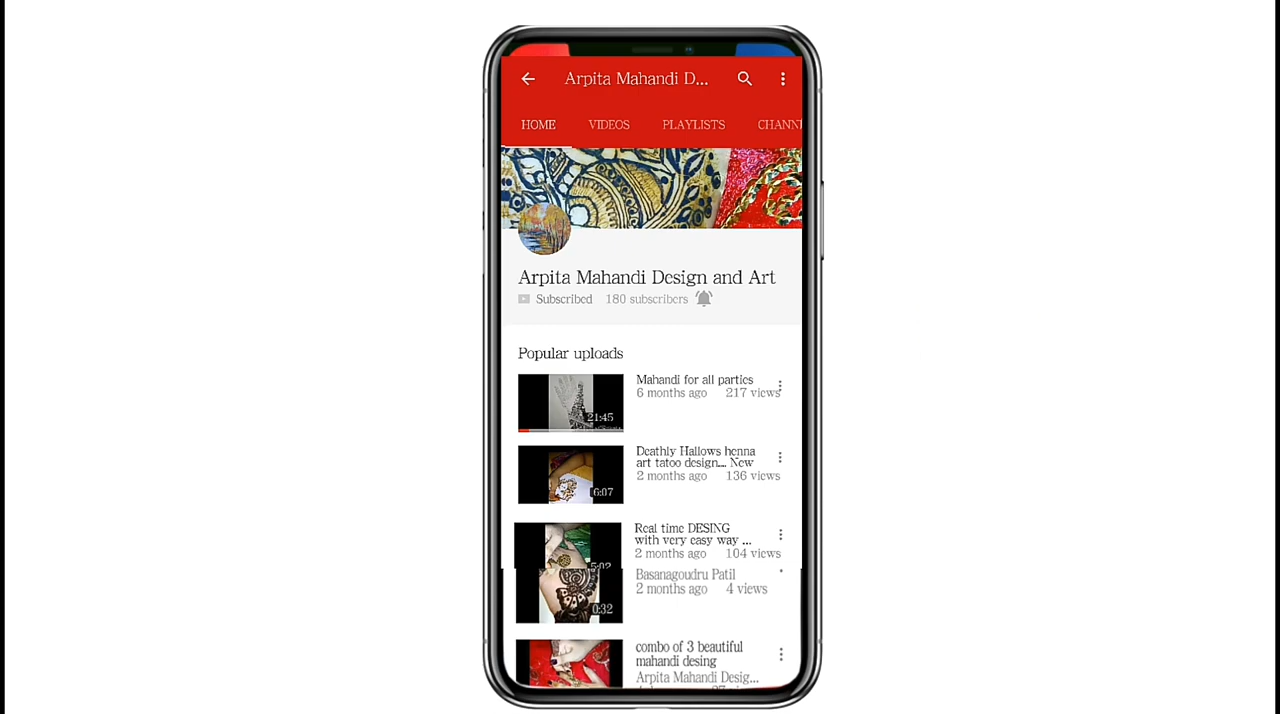 Arpita Mahandi D...
HOME VIDEOS PLAYLISTS CHANN
Arpita Mahandi Design and Art
Subscribed 180 subscribers
Popular uploads
21:45
Mahandi for all parties
6 months ago 217 views
6:07
Deathly Hallows henna
art tatoo design.... New
2 months ago 136 views
5:02
Real time DESING
with very easy way ...
2 months ago 104 views
0:32
Basanagoudru Patil
2 months ago 4 views
combo of 3 beautiful
mahandi desing
Arpita Mahandi Desig...